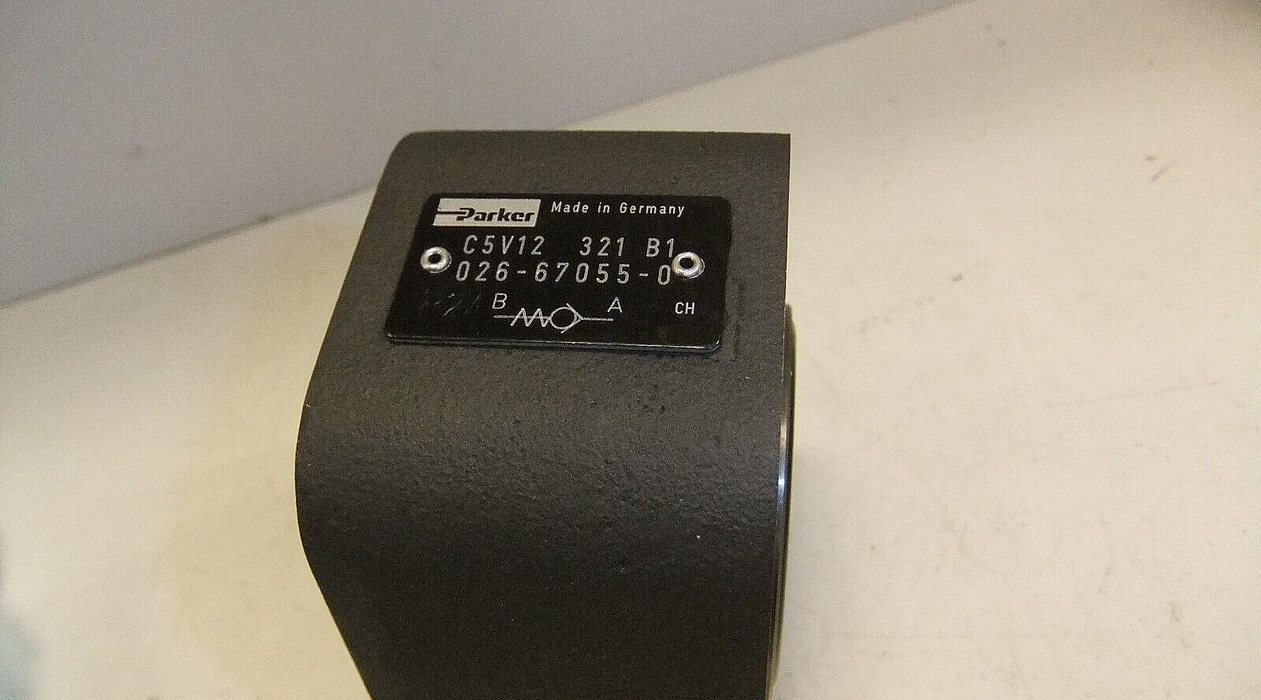 Parker Made in Germany
C5V12 321 B1
026-67055-0
B A CH